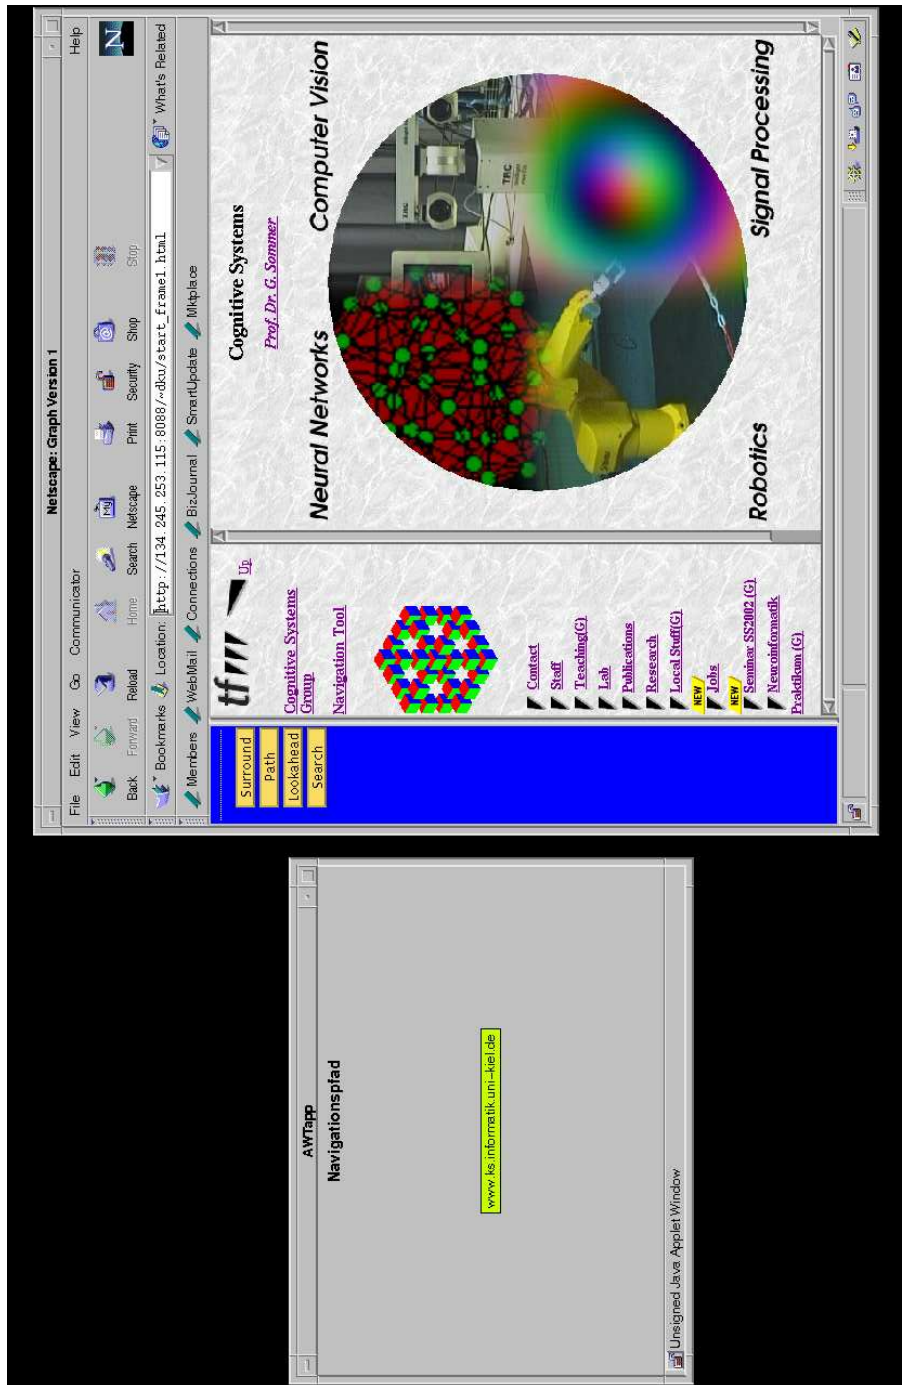 Netscape: Graph Version 1
File Edit View Go Communicator Help
Back Forward Reload Home Search Netscape Print Security Shop Stop
N
Bookmarks Location: http://134.245.253.115:8088/~dku/start_frame1.html What's Related
Members WebMail Connections BizJournal SmartUpdate Mktplace
Surround
Path
Lookahead
Search
tf
Up
Cognitive Systems
Group
Navigation Tool
Contact
Staff
Teaching(G)
Lab
Publications
Research
Local Stuff(G)
NEW
Jobs
NEW
Seminar SS2002 (G)
Neuroinformatik
Praktikum (G)
Cognitive Systems
Prof. Dr. G. Sommer
Neural Networks Computer Vision
TRC
Robotics Signal Processing
AWTapp
Navigationspfad
www.ks.informatik.uni-kiel.de
Unsigned Java Applet Window